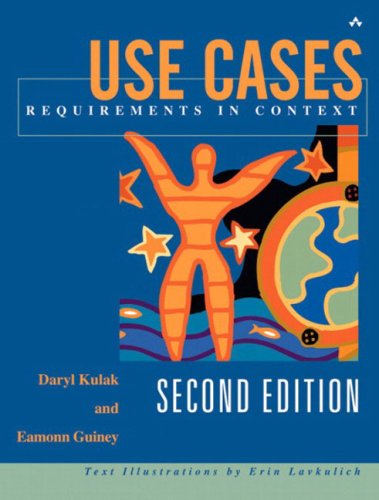 USE CASES
REQUIREMENTS IN CONTEXT
Daryl Kulak
and
Eamonn Guiney
SECOND EDITION
Text Illustrations by Erin Lavkulich